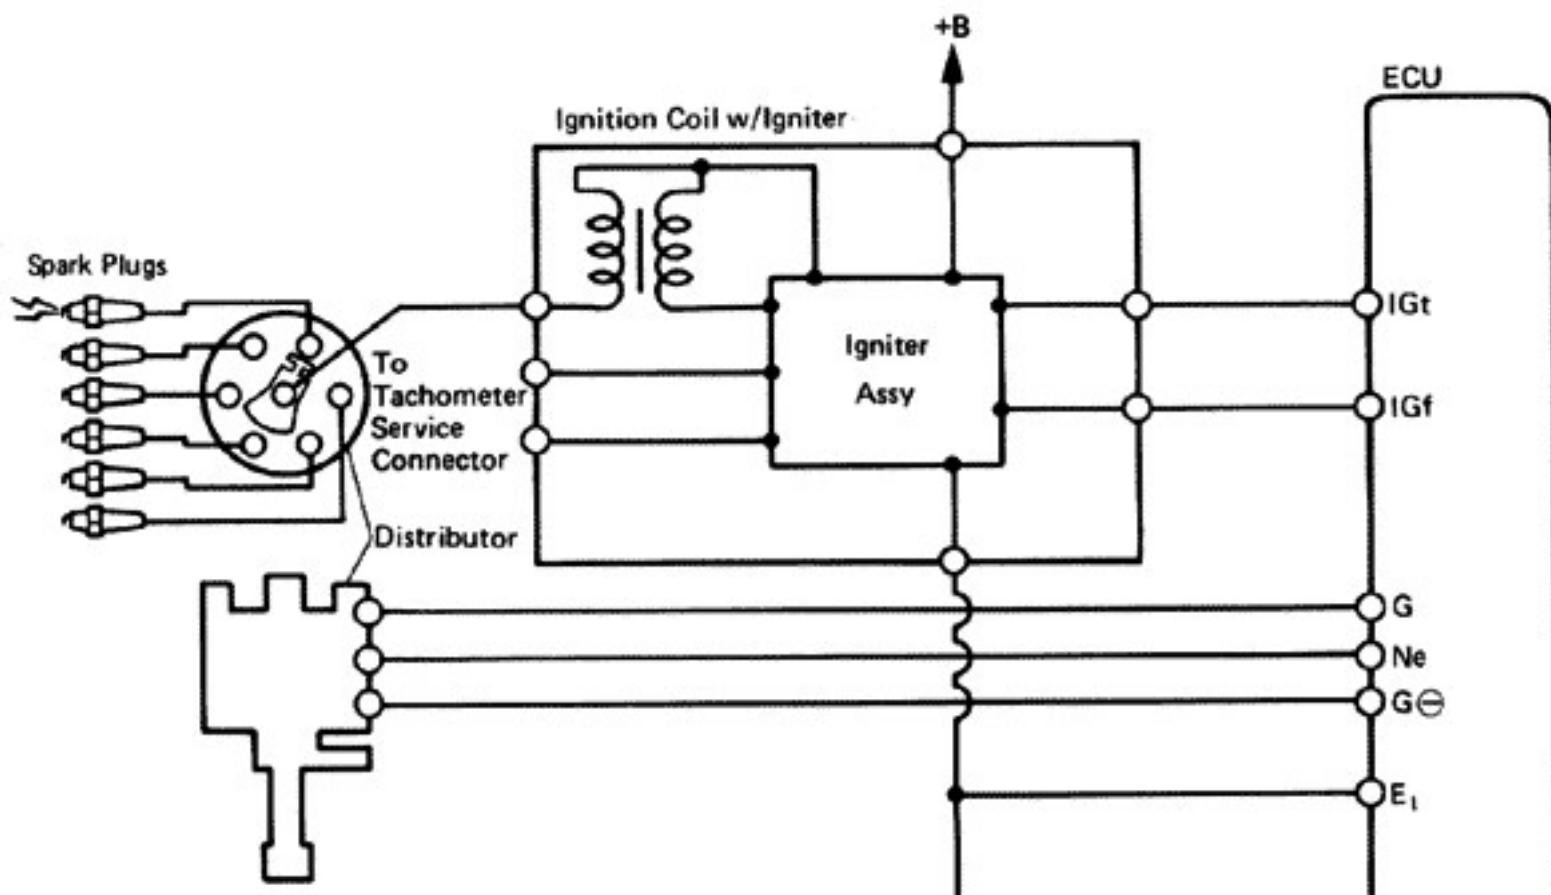 +B
ECU
Ignition Coil w/Igniter
Spark Plugs
IGt
Igniter
Assy
To
Tachometer
Service
Connector
IGf
Distributor
G
Ne
G⊖
E₁